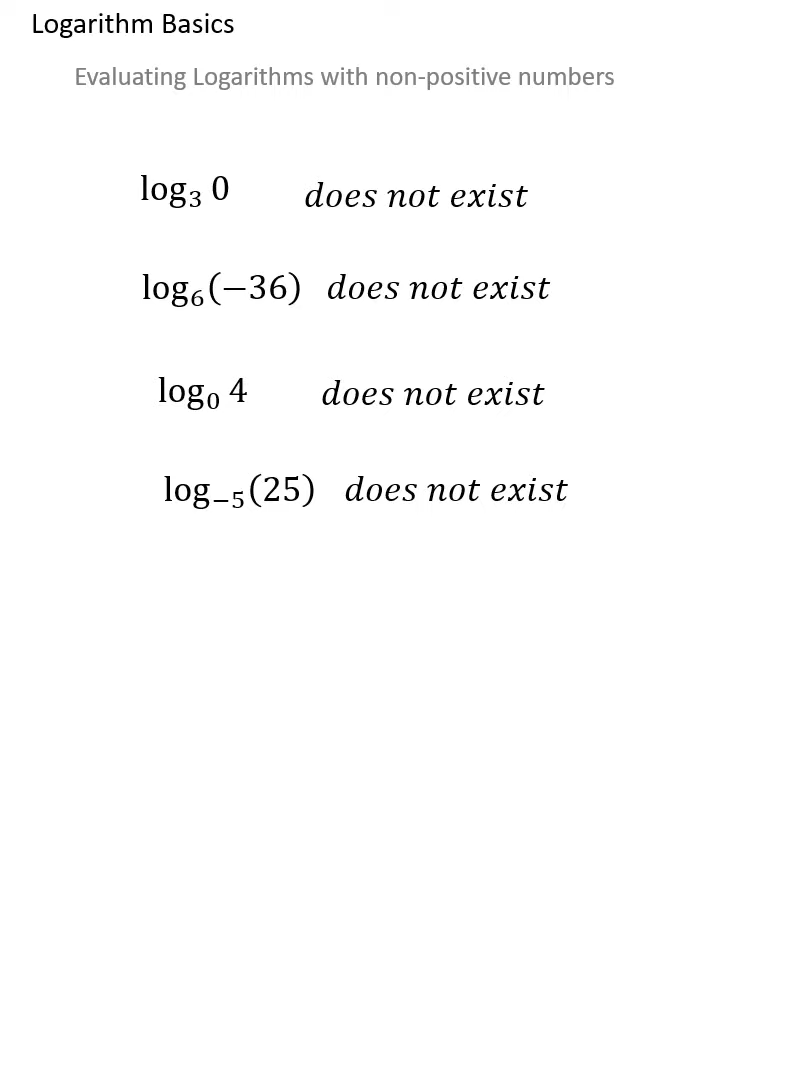 Logarithm Basics
Evaluating Logarithms with non-positive numbers
log₃ 0 does not exist
log₆(−36) does not exist
log₀ 4 does not exist
log₋₅(25) does not exist